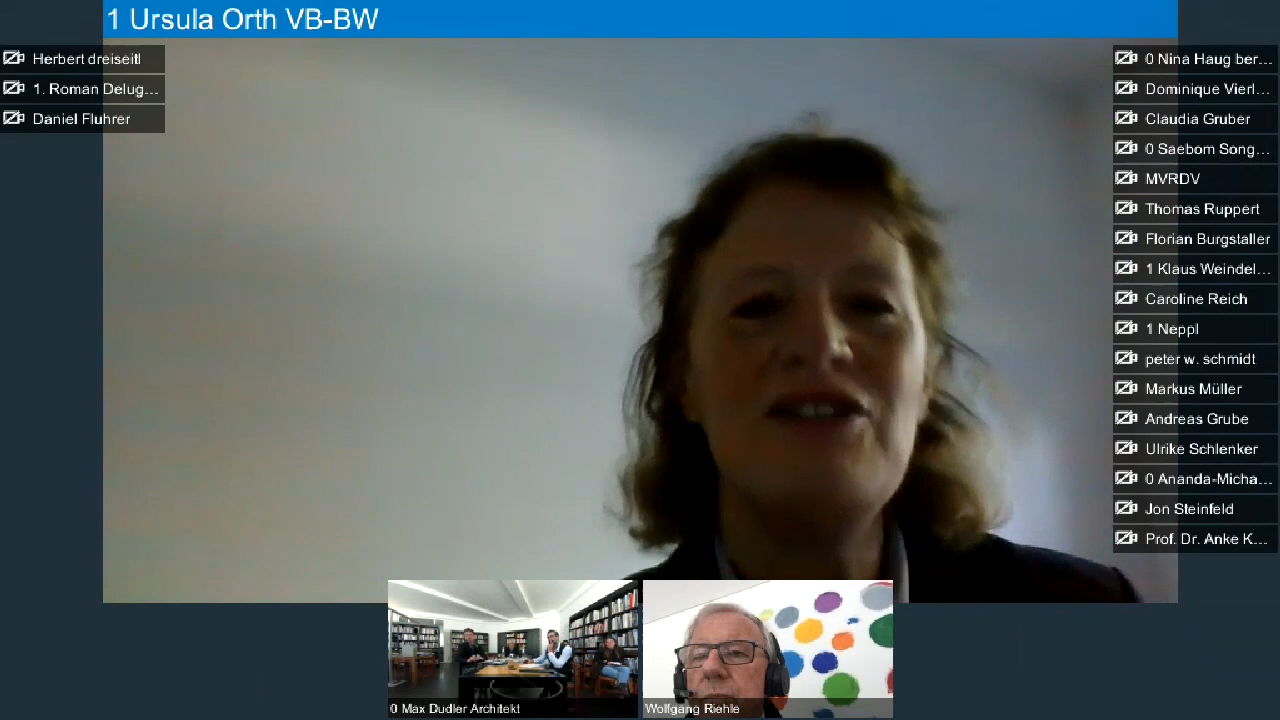 1 Ursula Orth VB-BW
Herbert dreiseitl
1. Roman Delug...
Daniel Fluhrer
0 Nina Haug ber...
Dominique Vierl...
Claudia Gruber
0 Saebom Song...
MVRDV
Thomas Ruppert
Florian Burgstaller
1 Klaus Weindel...
Caroline Reich
1 Neppl
peter w. schmidt
Markus Müller
Andreas Grube
Ulrike Schlenker
0 Ananda-Micha...
Jon Steinfeld
Prof. Dr. Anke K...
0 Max Dudler Architekt
Wolfgang Riehle